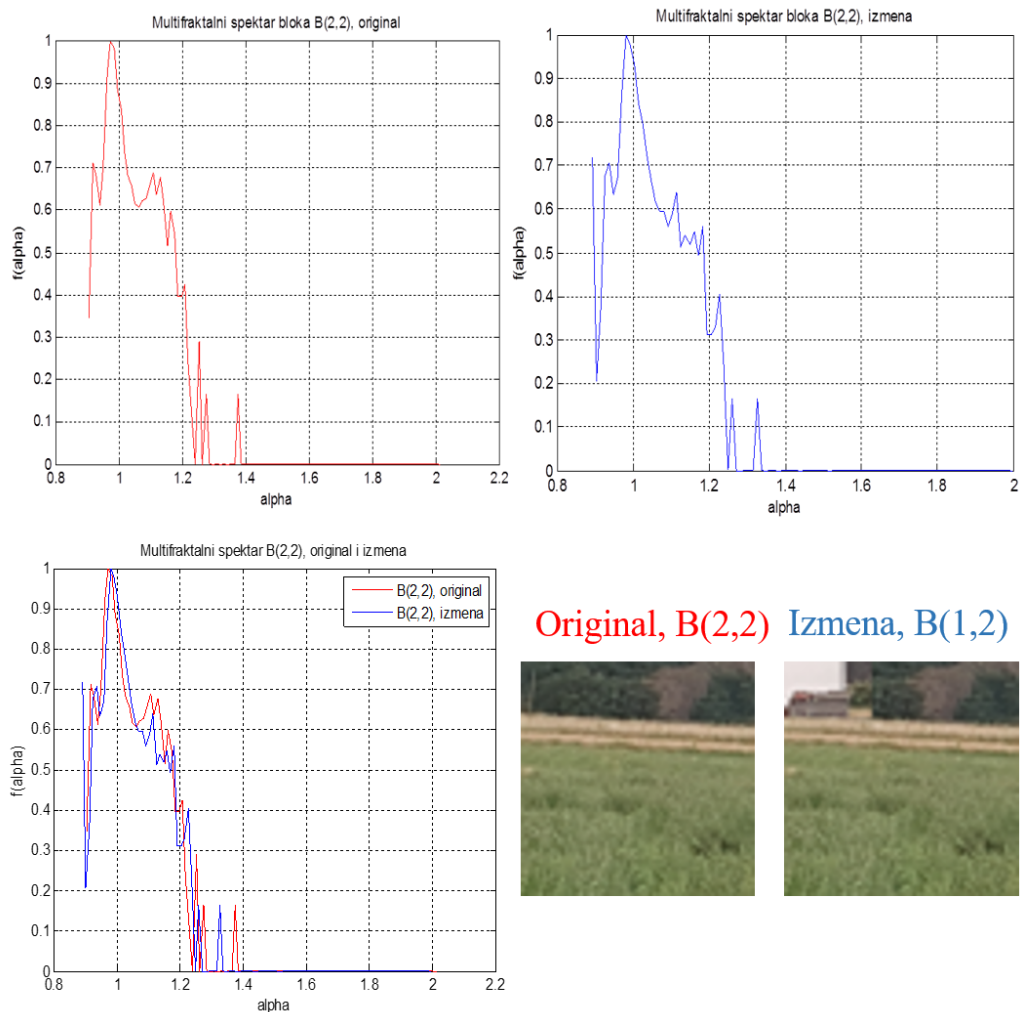 Multifraktalni spektar bloka B(2,2), original
1
0.9
0.8
0.7
0.6
0.5
0.4
0.3
0.2
0.1
0
f(alpha)
0.8 1 1.2 1.4 1.6 1.8 2 2.2
alpha
Multifraktalni spektar bloka B(2,2), izmena
1
0.9
0.8
0.7
0.6
0.5
0.4
0.3
0.2
0.1
0
f(alpha)
0.8 1 1.2 1.4 1.6 1.8 2
alpha
Multifraktalni spektar B(2,2), original i izmena
B(2,2), original
B(2,2), izmena
1
0.9
0.8
0.7
0.6
0.5
0.4
0.3
0.2
0.1
0
f(alpha)
0.8 1 1.2 1.4 1.6 1.8 2 2.2
alpha
Original, B(2,2) Izmena, B(1,2)